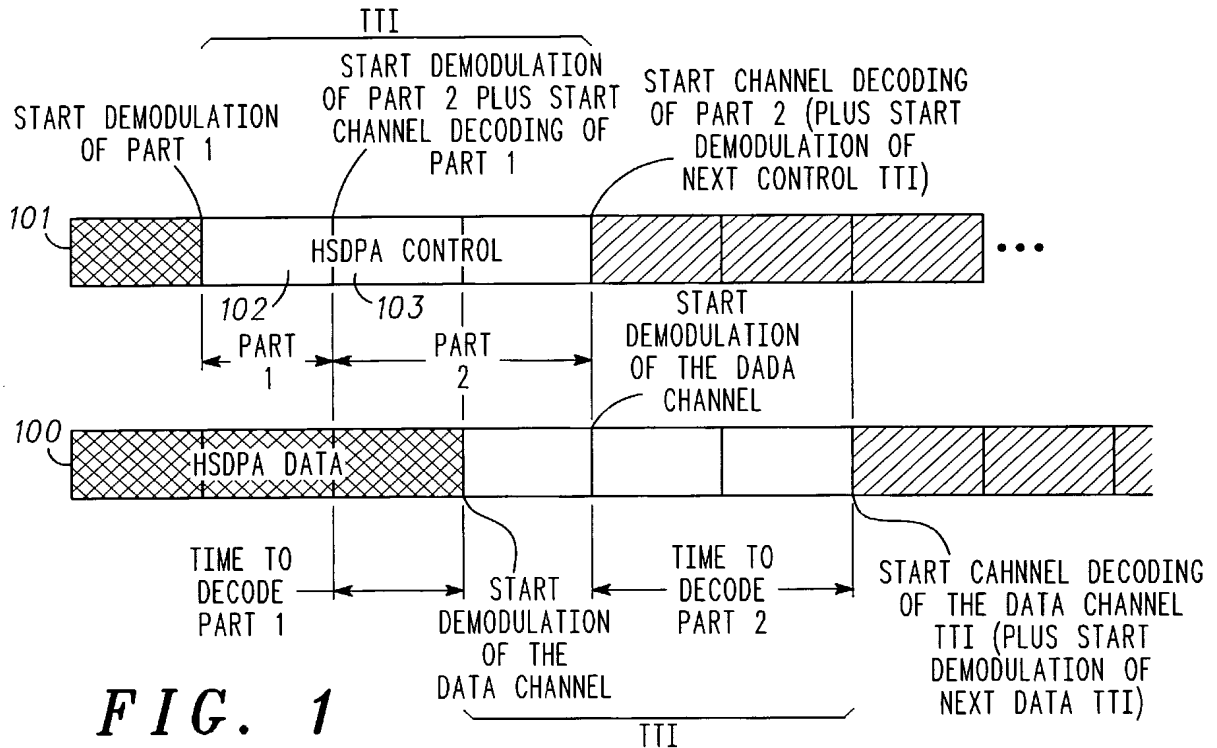 TTI
START DEMODULATION
OF PART 1
START DEMODULATION
OF PART 2 PLUS START
CHANNEL DECODING OF
PART 1
START CHANNEL DECODING
OF PART 2 (PLUS START
DEMODULATION OF
NEXT CONTROL TTI)
101
HSDPA CONTROL
...
102
103
PART
1
PART
2
START
DEMODULATION
OF THE DADA
CHANNEL
100
HSDPA DATA
TIME TO
DECODE
PART 1
START
DEMODULATION
OF THE
DATA CHANNEL
TIME TO
DECODE
PART 2
START CAHNNEL DECODING
OF THE DATA CHANNEL
TTI (PLUS START
DEMODULATION OF
NEXT DATA TTI)
TTI
FIG. 1